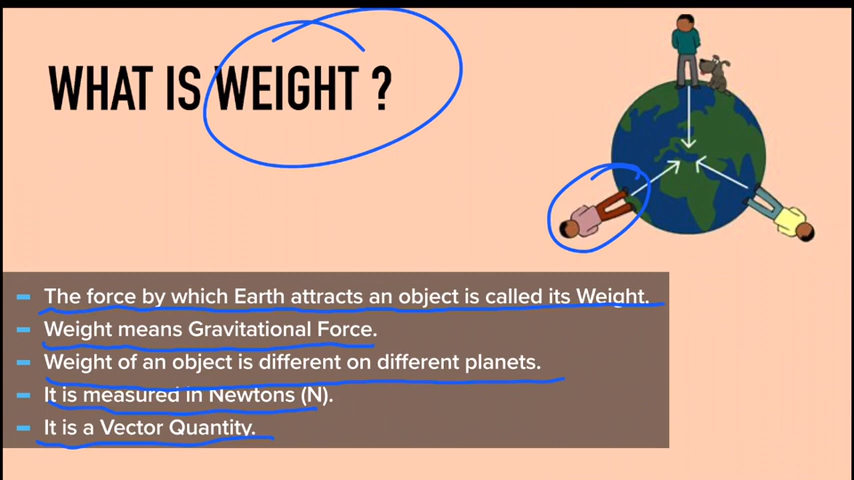 WHAT IS WEIGHT ?
The force by which Earth attracts an object is called its Weight.
Weight means Gravitational Force.
Weight of an object is different on different planets.
It is measured in Newtons (N).
It is a Vector Quantity.